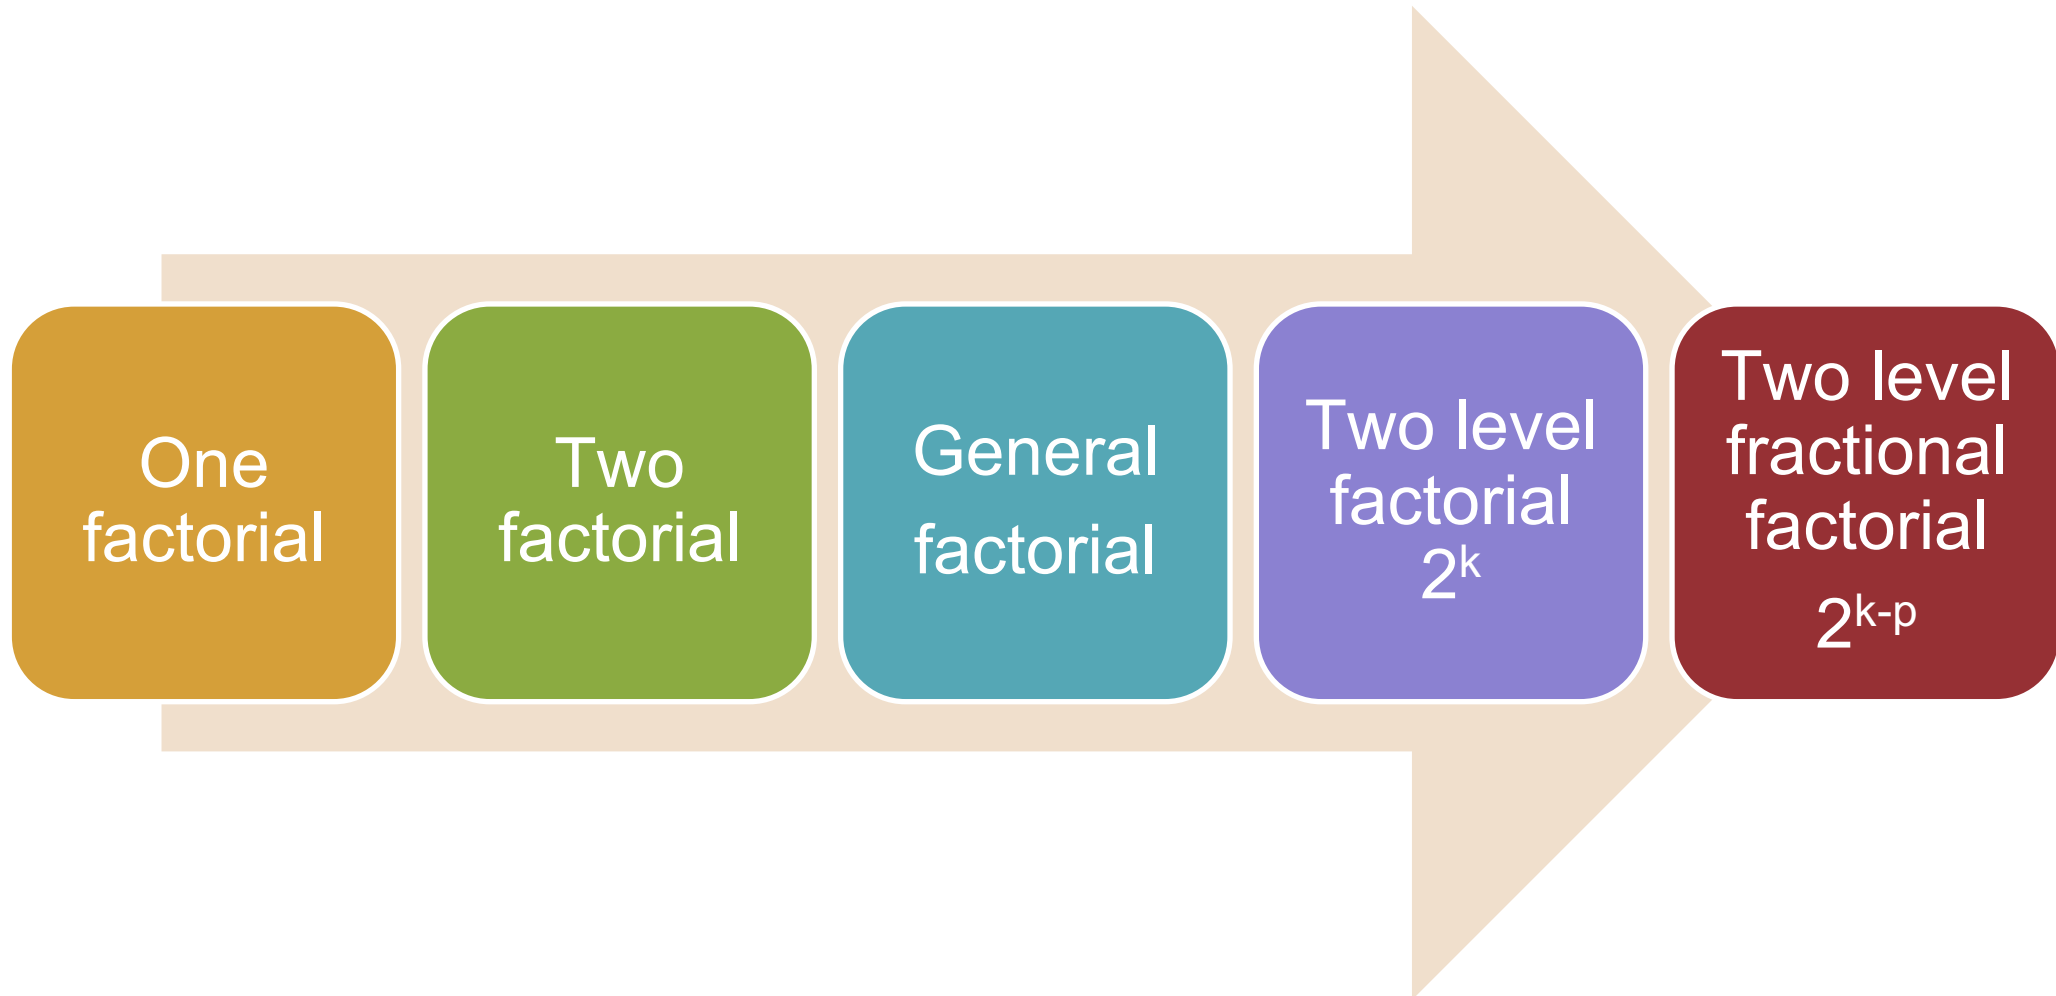 One
factorial
Two
factorial
General
factorial
Two level
factorial
2ᵏ
Two level
fractional
factorial
2ᵏ⁻ᵖ